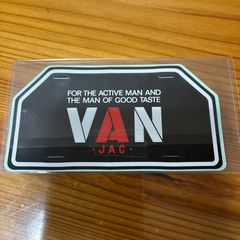 FOR THE ACTIVE MAN AND
THE MAN OF GOOD TASTE
VAN
·JAC·